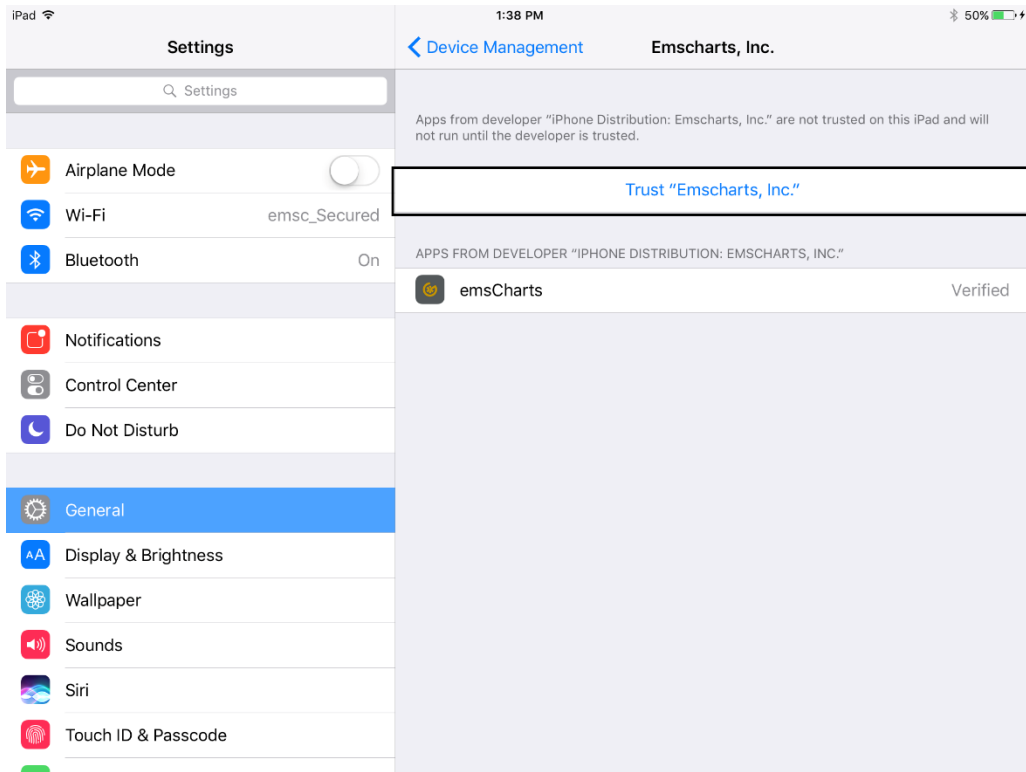 iPad 1:38 PM 50%
Settings
Device Management Emscharts, Inc.
Settings
Apps from developer “iPhone Distribution: Emscharts, Inc.” are not trusted on this iPad and will
not run until the developer is trusted.
Airplane Mode
Trust “Emscharts, Inc.”
Wi-Fi emsc_Secured
Bluetooth On
APPS FROM DEVELOPER “IPHONE DISTRIBUTION: EMSCHARTS, INC.”
emsCharts Verified
Notifications
Control Center
Do Not Disturb
General
AA Display & Brightness
Wallpaper
Sounds
Siri
Touch ID & Passcode